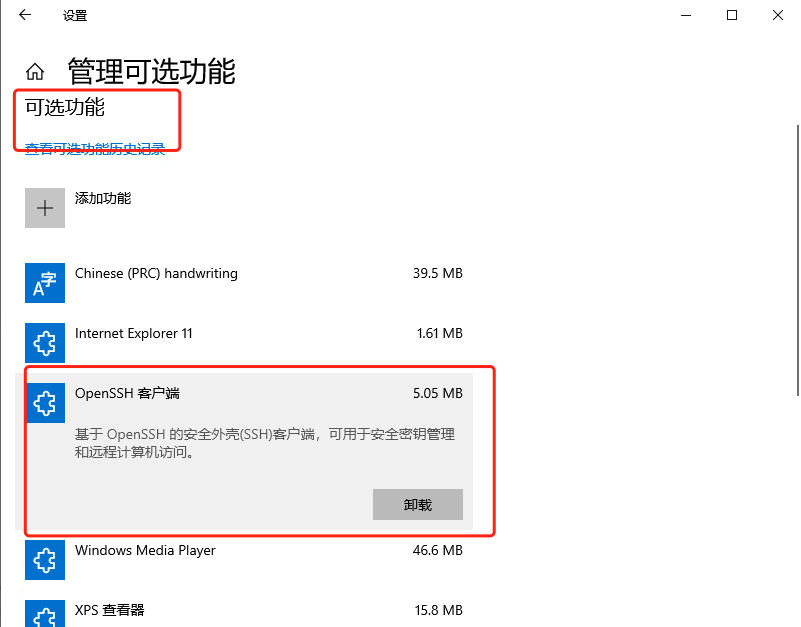 设置
管理可选功能
可选功能
查看可选功能历史记录
添加功能
Chinese (PRC) handwriting 39.5 MB
Internet Explorer 11 1.61 MB
OpenSSH 客户端 5.05 MB
基于 OpenSSH 的安全外壳(SSH)客户端，可用于安全密钥管理
和远程计算机访问。
卸载
Windows Media Player 46.6 MB
XPS 查看器 15.8 MB